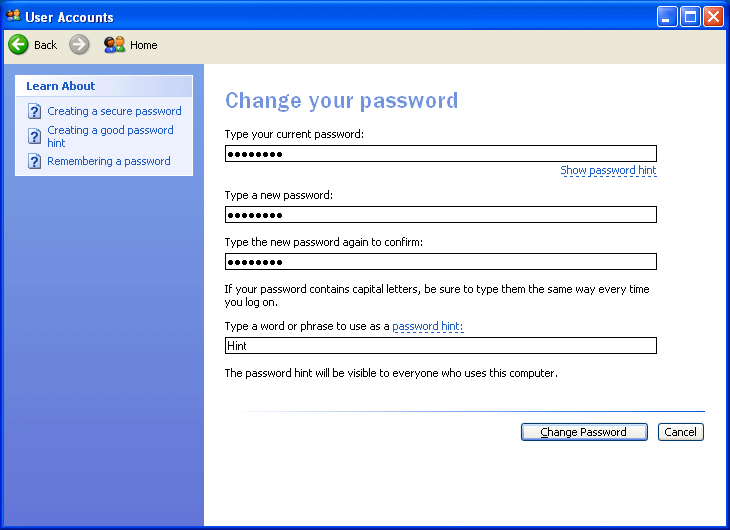 User Accounts
Back
Home
Learn About
Creating a secure password
Creating a good password
hint
Remembering a password
Change your password
Type your current password:
●●●●●●●●
Show password hint
Type a new password:
●●●●●●●●
Type the new password again to confirm:
●●●●●●●●
If your password contains capital letters, be sure to type them the same way every time
you log on.
Type a word or phrase to use as a password hint:
Hint
The password hint will be visible to everyone who uses this computer.
Change Password
Cancel